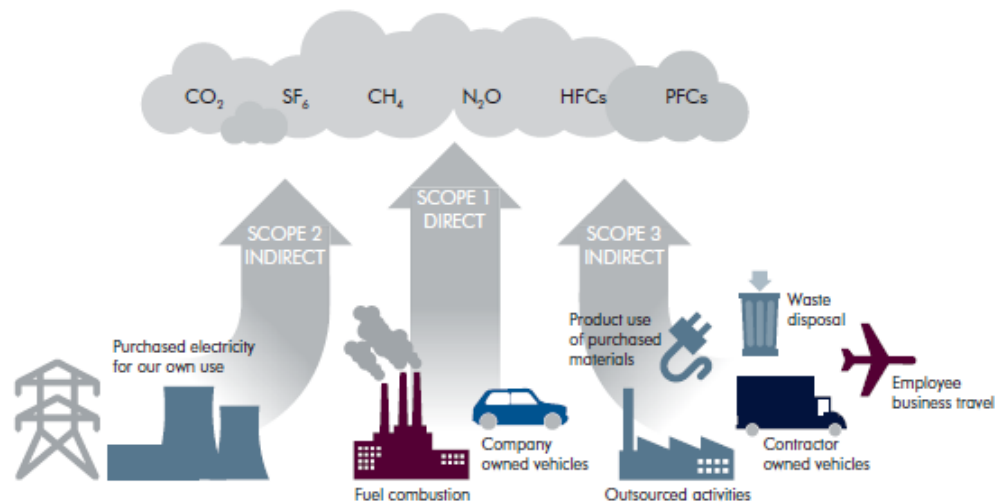 CO₂ SF₆ CH₄ N₂O HFCs PFCs
SCOPE 1
DIRECT
SCOPE 2
INDIRECT
SCOPE 3
INDIRECT
Purchased electricity
for our own use
Fuel combustion
Company
owned vehicles
Product use
of purchased
materials
Outsourced activities
Waste
disposal
Contractor
owned vehicles
Employee
business travel